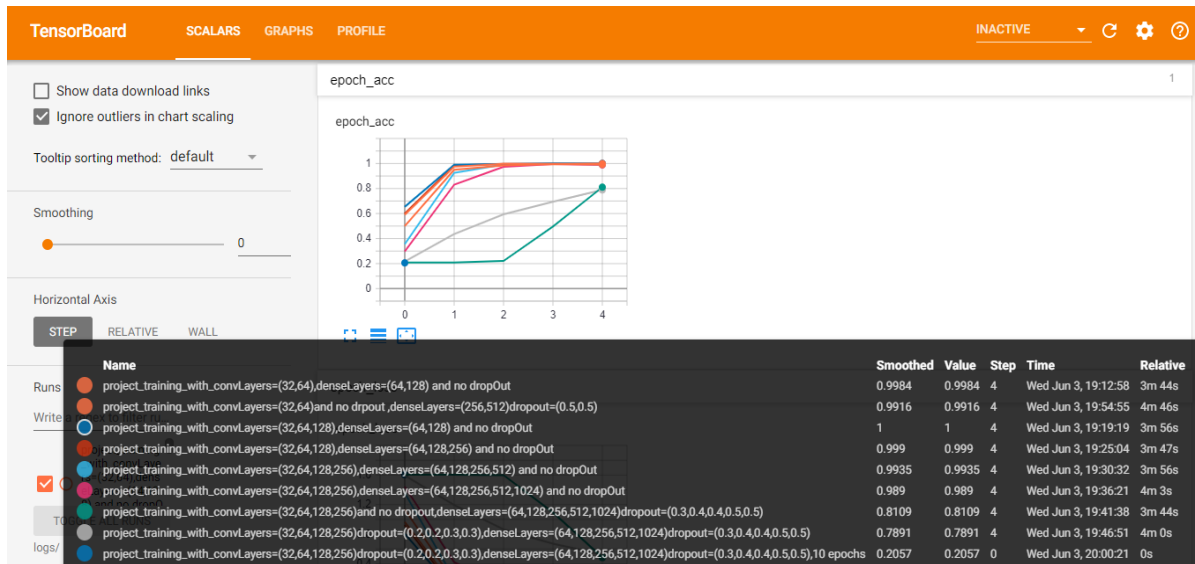 TensorBoard SCALARS GRAPHS PROFILE INACTIVE
Show data download links
Ignore outliers in chart scaling
Tooltip sorting method: default
Smoothing
0
Horizontal Axis
STEP RELATIVE WALL
Runs
Write a regex to filter ru
TOGGLE ALL RUNS
logs/
epoch_acc 1
epoch_acc
1
0.8
0.6
0.4
0.2
0
0 1 2 3 4
Name Smoothed Value Step Time Relative
project_training_with_convLayers=(32,64),denseLayers=(64,128) and no dropOut 0.9984 0.9984 4 Wed Jun 3, 19:12:58 3m 44s
project_training_with_convLayers=(32,64)and no drpout ,denseLayers=(256,512)dropout=(0.5,0.5) 0.9916 0.9916 4 Wed Jun 3, 19:54:55 4m 46s
project_training_with_convLayers=(32,64,128),denseLayers=(64,128) and no dropOut 1 1 4 Wed Jun 3, 19:19:19 3m 56s
project_training_with_convLayers=(32,64,128),denseLayers=(64,128,256) and no dropOut 0.999 0.999 4 Wed Jun 3, 19:25:04 3m 47s
project_training_with_convLayers=(32,64,128,256),denseLayers=(64,128,256,512) and no dropOut 0.9935 0.9935 4 Wed Jun 3, 19:30:32 3m 56s
project_training_with_convLayers=(32,64,128,256),denseLayers=(64,128,256,512,1024) and no dropOut 0.989 0.989 4 Wed Jun 3, 19:36:21 4m 3s
project_training_with_convLayers=(32,64,128,256)and no dropout,denseLayers=(64,128,256,512,1024)dropout=(0.3,0.4,0.4,0.5,0.5) 0.8109 0.8109 4 Wed Jun 3, 19:41:38 3m 44s
project_training_with_convLayers=(32,64,128,256)dropout=(0.2,0.2,0.3,0.3),denseLayers=(64,128,256,512,1024)dropout=(0.3,0.4,0.4,0.5,0.5) 0.7891 0.7891 4 Wed Jun 3, 19:46:51 4m 0s
project_training_with_convLayers=(32,64,128,256)dropout=(0.2,0.2,0.3,0.3),denseLayers=(64,128,256,512,1024)dropout=(0.3,0.4,0.4,0.5,0.5),10 epochs 0.2057 0.2057 0 Wed Jun 3, 20:00:21 0s